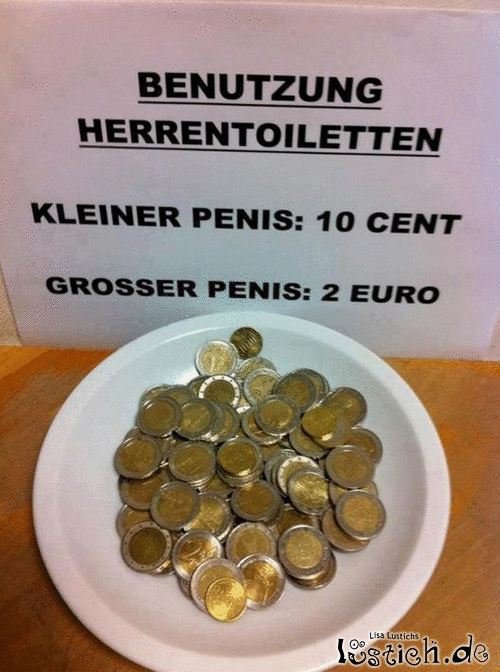 BENUTZUNG
HERRENTOILETTEN
KLEINER PENIS: 10 CENT
GROSSER PENIS: 2 EURO
Lisa Lustichs
lustich.de